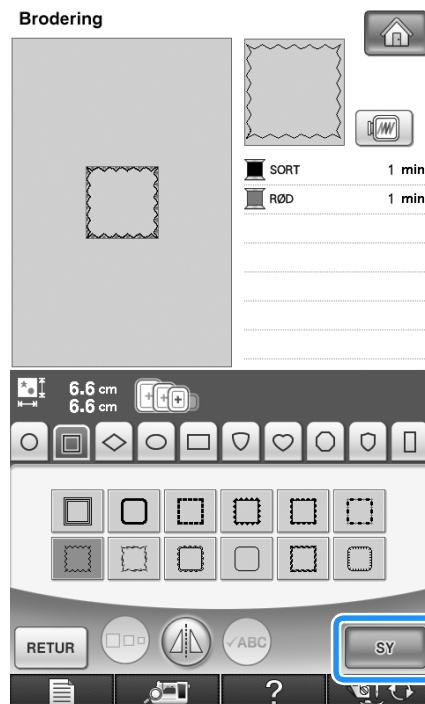 Brodering
SORT 1 min
RØD 1 min
6.6 cm
6.6 cm
ABC
RETUR
SY
?